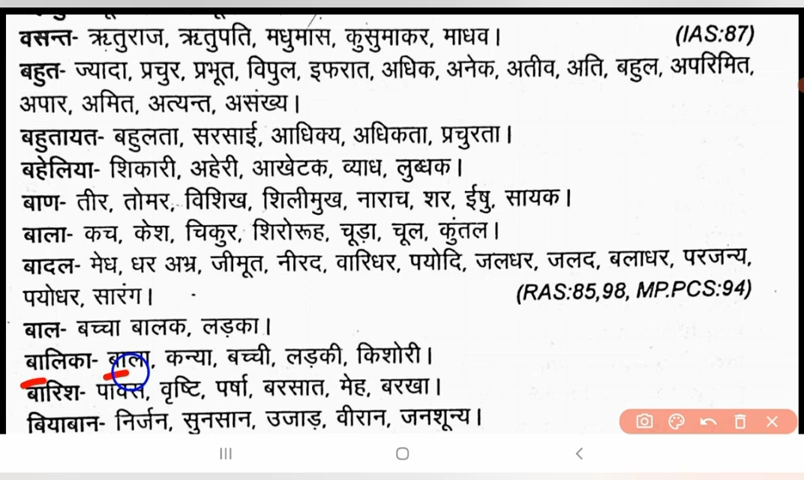 वसन्त- ऋतुराज, ऋतुपति, मधुमास, कुसुमाकर, माधव। (IAS:87)
बहुत- ज्यादा, प्रचुर, प्रभूत, विपुल, इफरात, अधिक, अनेक, अतीव, अति, बहुल, अपरिमित,
अपार, अमित, अत्यन्त, असंख्य।
बहुतायत- बहुलता, सरसाई, आधिक्य, अधिकता, प्रचुरता।
बहेलिया- शिकारी, अहेरी, आखेटक, व्याध, लुब्धक।
बाण- तीर, तोमर, विशिख, शिलीमुख, नाराच, शर, ईषु, सायक।
बाला- कच, केश, चिकुर, शिरोरूह, चूड़ा, चूल, कुंतल।
बादल- मेध, धर अभ्र, जीमूत, नीरद, वारिधर, पयोदि, जलधर, जलद, बलाधर, परजन्य,
पयोधर, सारंग। (RAS:85,98, MP.PCS:94)
बाल- बच्चा बालक, लड़का।
बालिका- बाला, कन्या, बच्ची, लड़की, किशोरी।
बारिश- पावस, वृष्टि, पर्षा, बरसात, मेह, बरखा।
बियाबान- निर्जन, सुनसान, उजाड़, वीरान, जनशून्य।